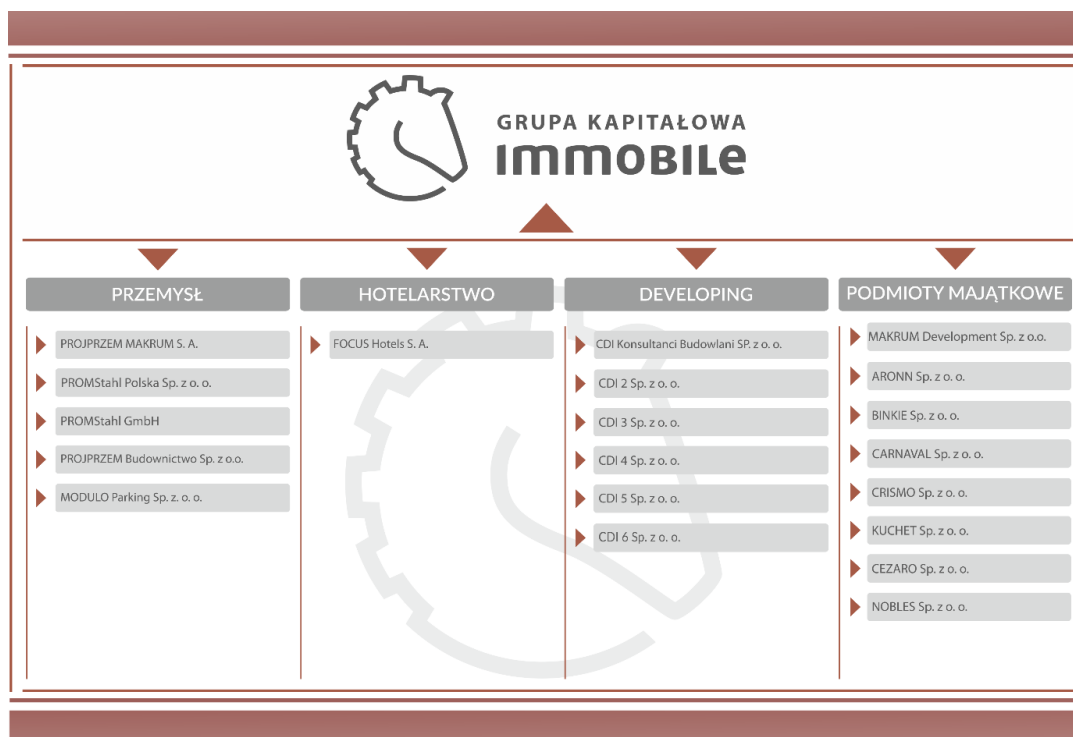 GRUPA KAPITAŁOWA
IMMOBILE
PRZEMYSŁ
PROJPRZEM MAKRUM S. A.
PROMStahl Polska Sp. z o. o.
PROMStahl GmbH
PROJPRZEM Budownictwo Sp. z o.o.
MODULO Parking Sp. z. o. o.
HOTELARSTWO
FOCUS Hotels S. A.
DEVELOPING
CDI Konsultanci Budowlani SP. z o. o.
CDI 2 Sp. z o. o.
CDI 3 Sp. z o. o.
CDI 4 Sp. z o. o.
CDI 5 Sp. z o. o.
CDI 6 Sp. z o. o.
PODMIOTY MAJĄTKOWE
MAKRUM Development Sp. z o.o.
ARONN Sp. z o. o.
BINKIE Sp. z o. o.
CARNAVAL Sp. z o. o.
CRISMO Sp. z o. o.
KUCHET Sp. z o. o.
CEZARO Sp. z o. o.
NOBLES Sp. z o. o.